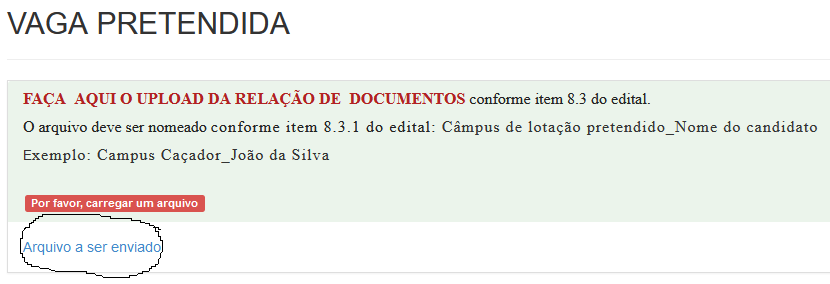 VAGA PRETENDIDA
FAÇA AQUI O UPLOAD DA RELAÇÃO DE DOCUMENTOS conforme item 8.3 do edital.
O arquivo deve ser nomeado conforme item 8.3.1 do edital: Câmpus de lotação pretendido_Nome do candidato
Exemplo: Campus Caçador_João da Silva
Por favor, carregar um arquivo
Arquivo a ser enviado